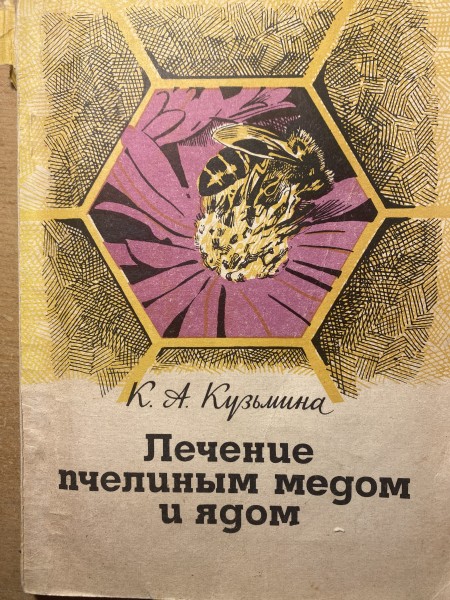 К. А. Кузьмина
Лечение
пчелиным медом
и ядом